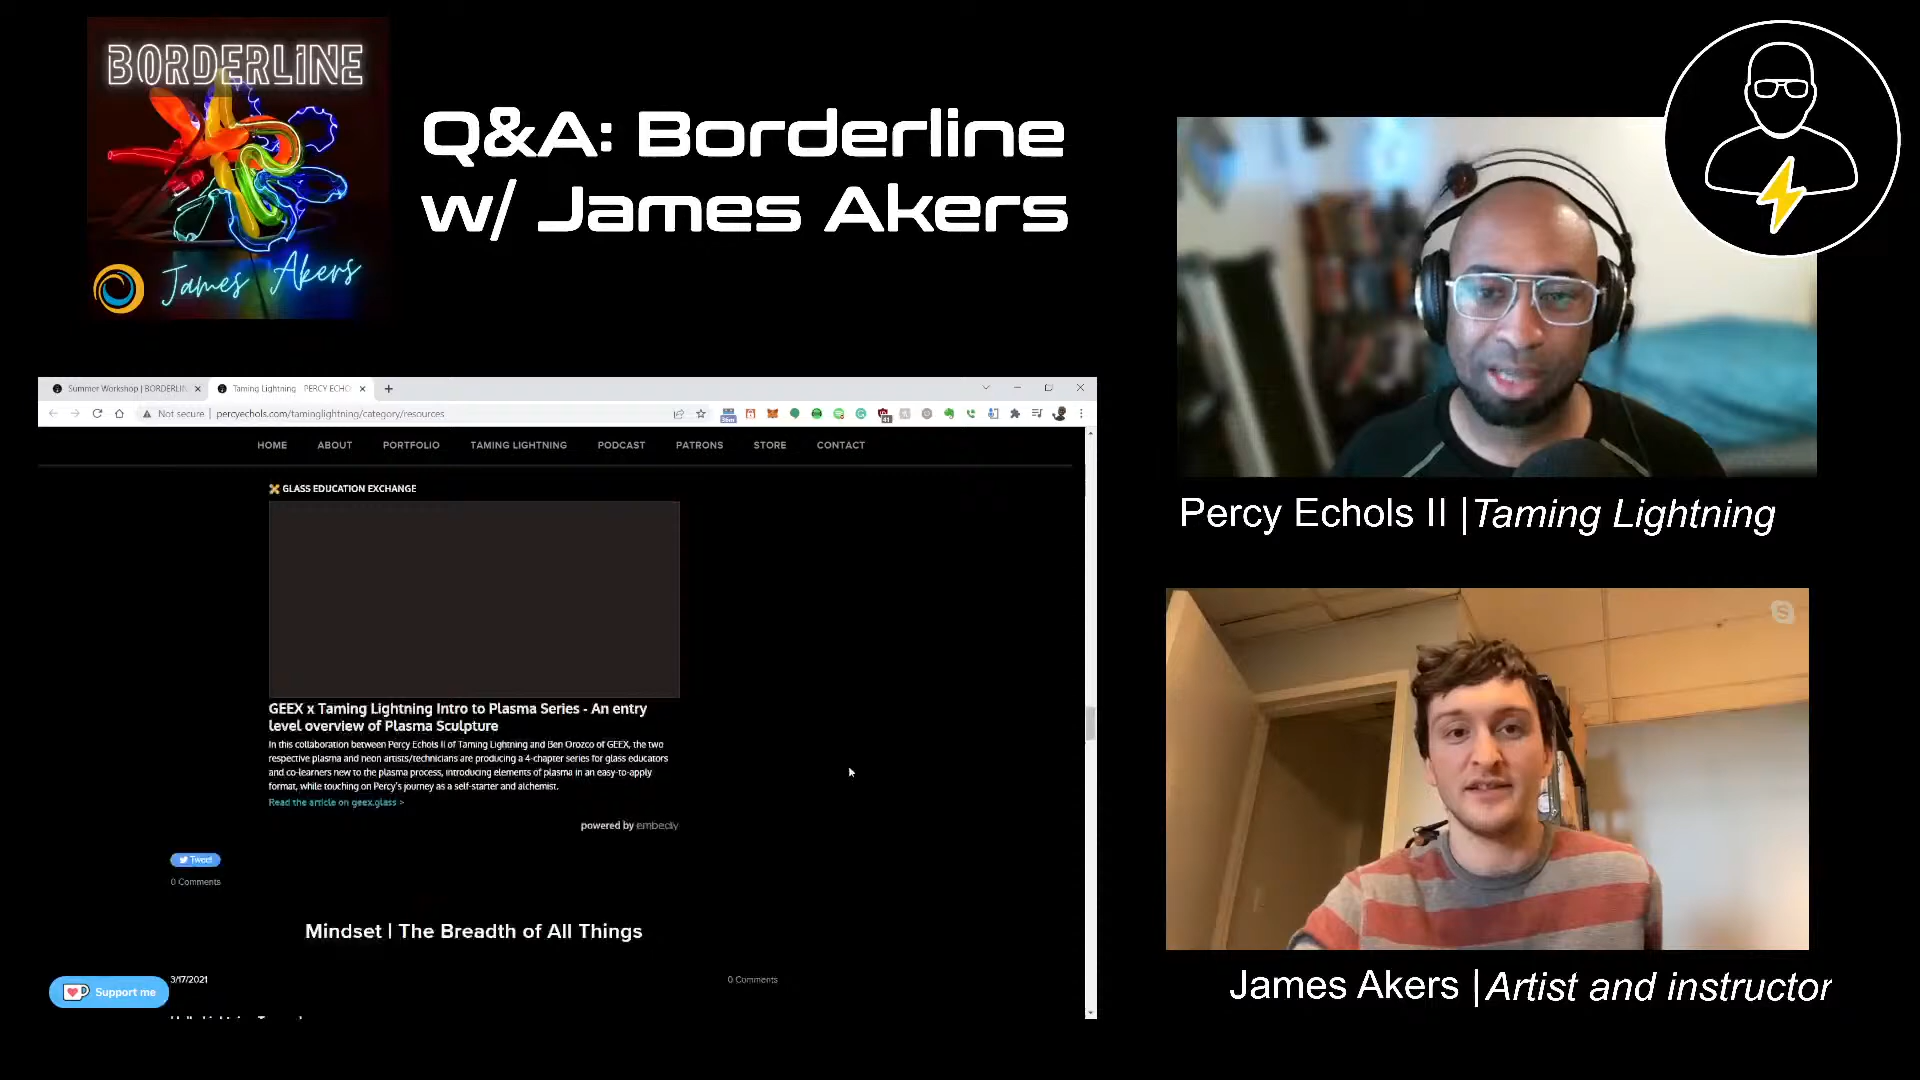 BORDERLINE
James Akers
Q&A: Borderline
w/ James Akers
Summer Workshop | BORDERLIN
Taming Lightning - PERCY ECHO
Not secure | percyechols.com/taminglightning/category/resources
HOME ABOUT PORTFOLIO TAMING LIGHTNING PODCAST PATRONS STORE CONTACT
GLASS EDUCATION EXCHANGE
GEEX x Taming Lightning Intro to Plasma Series - An entry
level overview of Plasma Sculpture
In this collaboration between Percy Echols II of Taming Lightning and Ben Orozco of GEEX, the two
respective plasma and neon artists/technicians are producing a 4-chapter series for glass educators
and co-learners new to the plasma process, introducing elements of plasma in an easy-to-apply
format, while touching on Percy's journey as a self-starter and alchemist.
Read the article on geex.glass >
powered by embedly
Tweet
0 Comments
Mindset | The Breadth of All Things
3/17/2021
0 Comments
Support me
Percy Echols II | Taming Lightning
S
James Akers | Artist and instructor